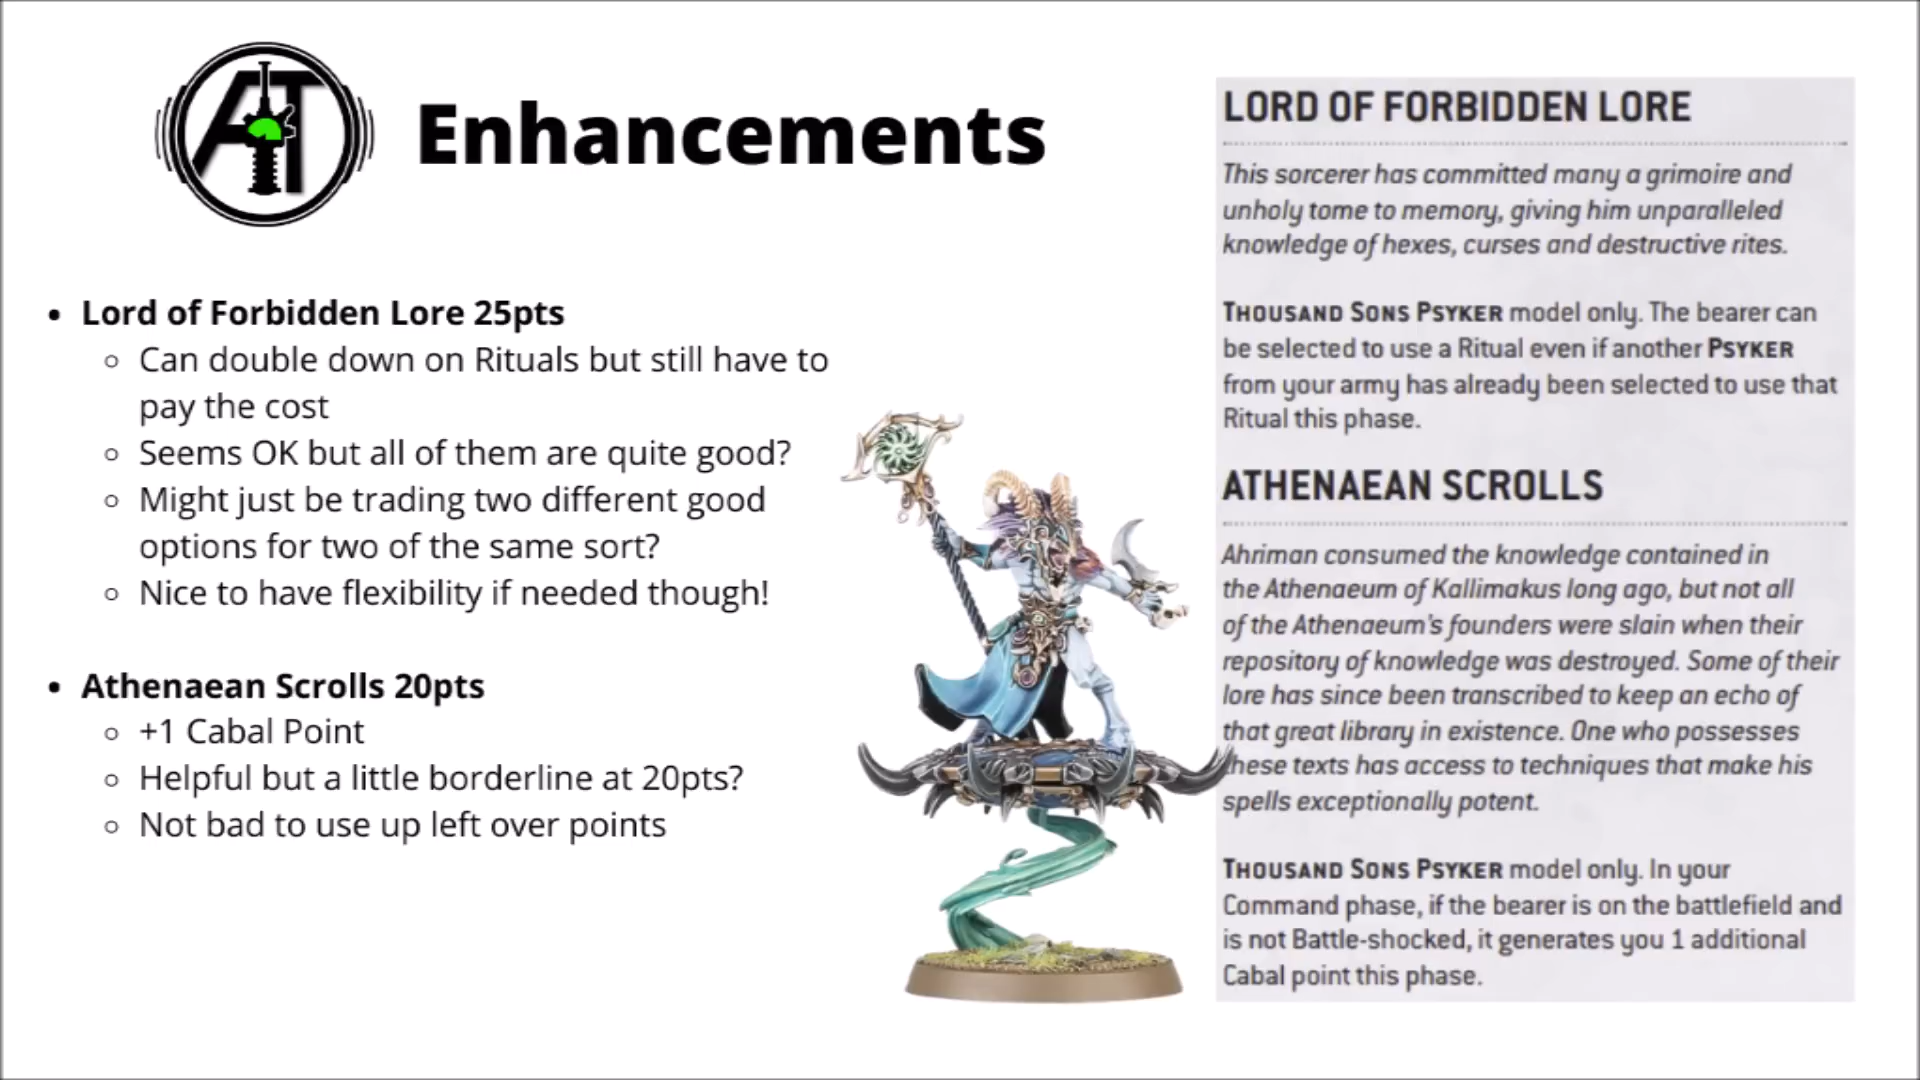 AT
Enhancements
Lord of Forbidden Lore 25pts
Can double down on Rituals but still have to
pay the cost
Seems OK but all of them are quite good?
Might just be trading two different good
options for two of the same sort?
Nice to have flexibility if needed though!
Athenaean Scrolls 20pts
+1 Cabal Point
Helpful but a little borderline at 20pts?
Not bad to use up left over points
LORD OF FORBIDDEN LORE
This sorcerer has committed many a grimoire and
unholy tome to memory, giving him unparalleled
knowledge of hexes, curses and destructive rites.
THOUSAND SONS PSYKER model only. The bearer can
be selected to use a Ritual even if another PSYKER
from your army has already been selected to use that
Ritual this phase.
ATHENAEAN SCROLLS
Ahriman consumed the knowledge contained in
the Athenaeum of Kallimakus long ago, but not all
of the Athenaeum's founders were slain when their
repository of knowledge was destroyed. Some of their
lore has since been transcribed to keep an echo of
that great library in existence. One who possesses
these texts has access to techniques that make his
spells exceptionally potent.
THOUSAND SONS PSYKER model only. In your
Command phase, if the bearer is on the battlefield and
is not Battle-shocked, it generates you 1 additional
Cabal point this phase.